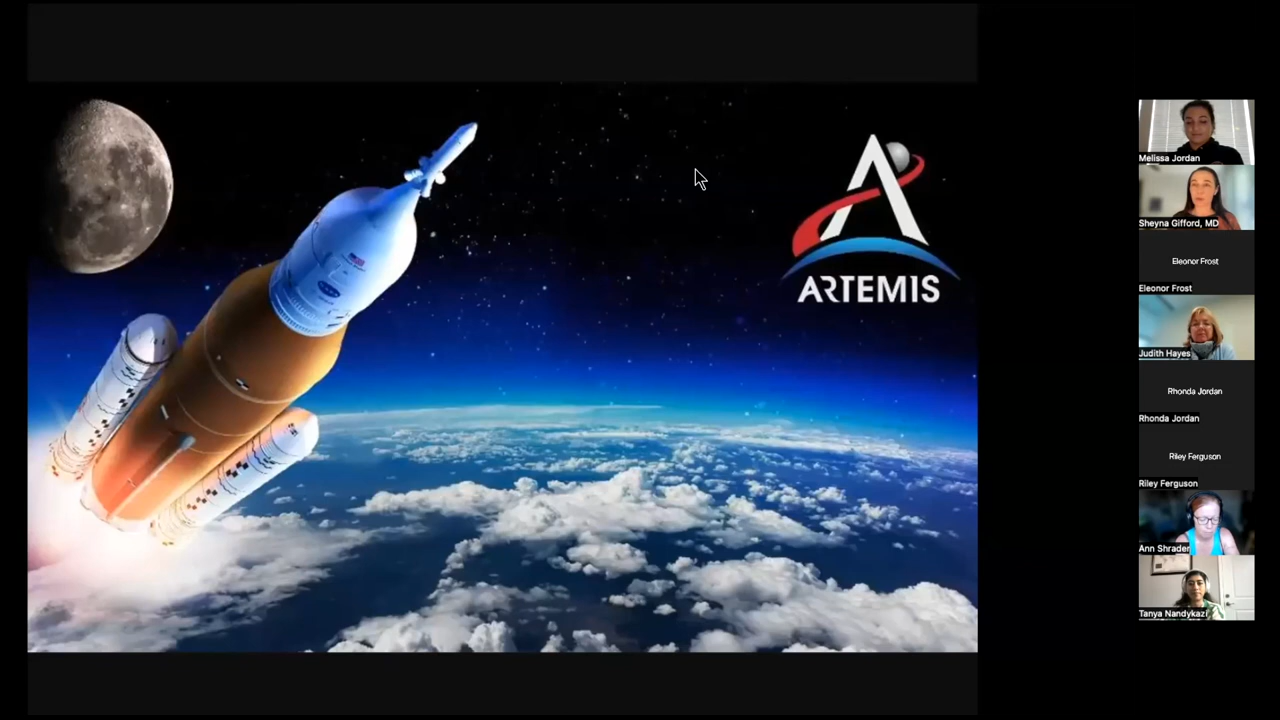 ARTEMIS
Melissa Jordan
Sheyna Gifford, MD
Eleonor Frost
Eleonor Frost
Judith Hayes
Rhonda Jordan
Rhonda Jordan
Riley Ferguson
Riley Ferguson
Ann Shrader
Tanya Nandykazi